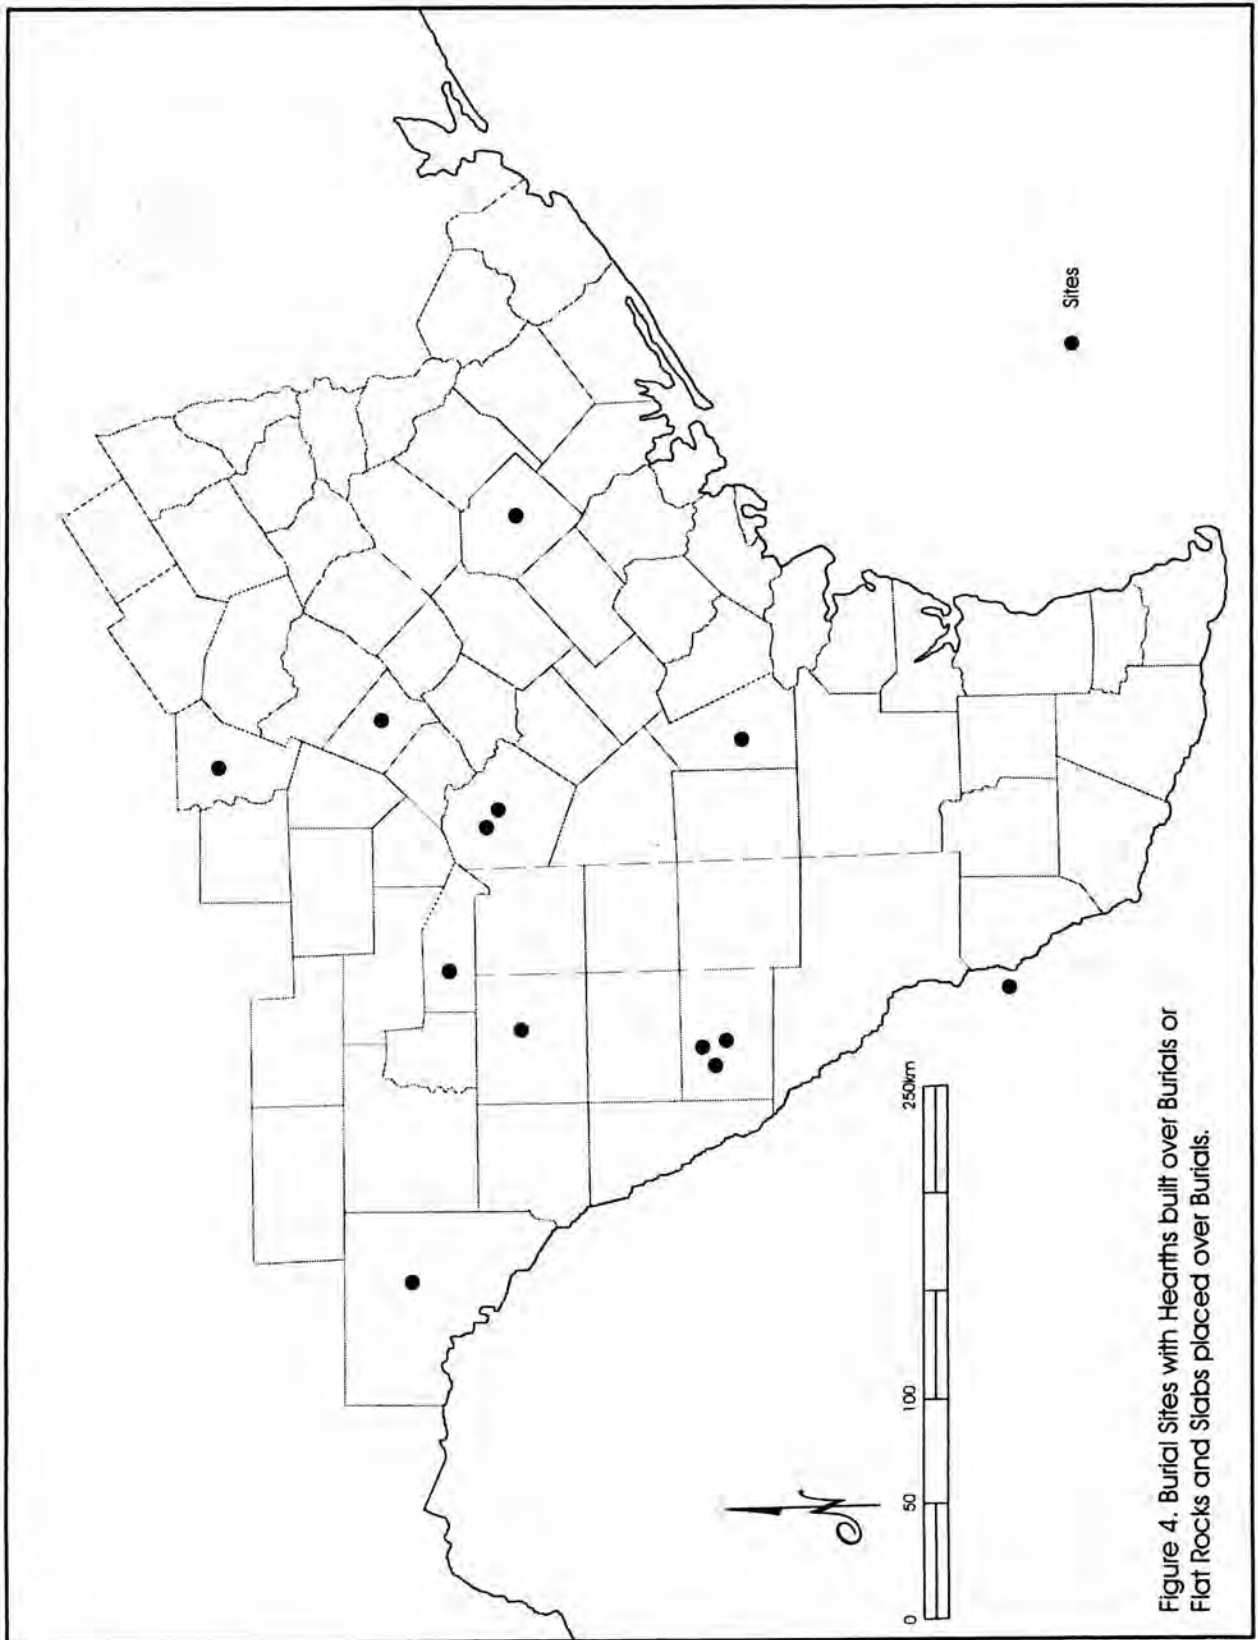 Sites
N
0 50 100 250km
Figure 4. Burial Sites with Hearths built over Burials or
Flat Rocks and Slabs placed over Burials.